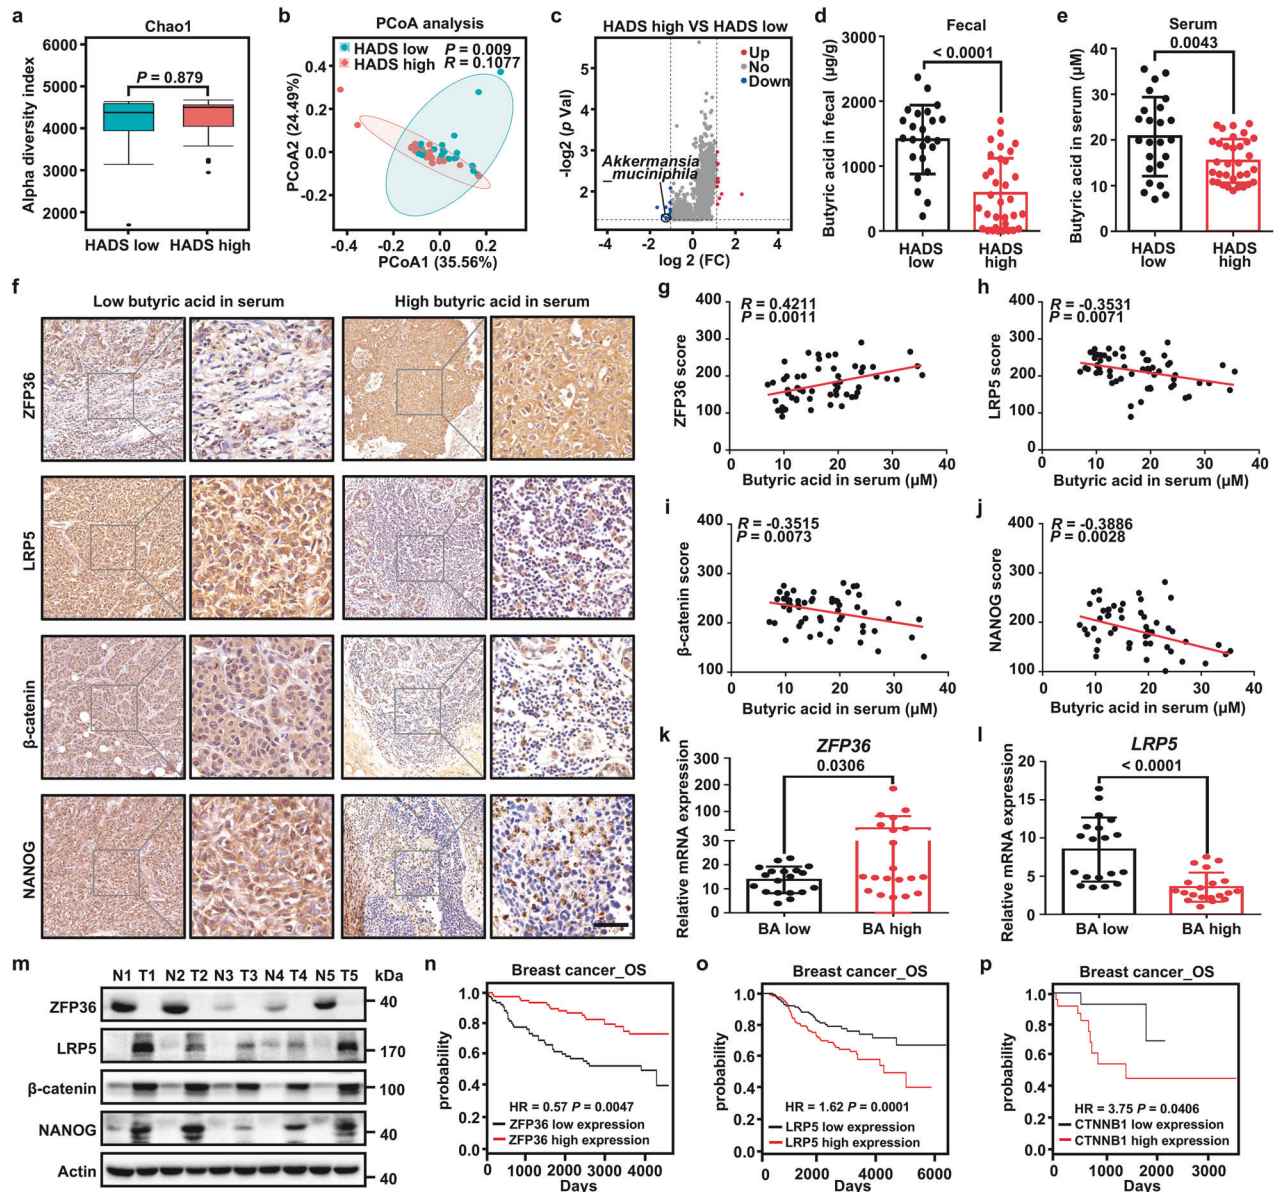 a
Chao1
Alpha diversity index
6000
4000
2000
P = 0.879
HADS low
HADS high
b
PCoA analysis
HADS low
HADS high
P = 0.009
R = 0.1077
PCoA2 (24.49%)
0.4
0.2
0.0
-0.2
-0.4
0.0
0.2
PCoA1 (35.56%)
c
HADS high VS HADS low
Up
No
Down
-log2 (p Val)
5
4
3
2
Akkermansia
_muciniphila
-4
-2
0
2
4
log 2 (FC)
d
Fecal
< 0.0001
Butyric acid in fecal (µg/g)
3000
2000
1000
0
HADS
low
HADS
high
e
Serum
0.0043
Butyric acid in serum (µM)
40
30
20
10
0
HADS
low
HADS
high
f
Low butyric acid in serum
High butyric acid in serum
ZFP36
LRP5
β-catenin
NANOG
g
R = 0.4211
P = 0.0011
ZFP36 score
400
300
200
100
0
0
10
20
30
40
Butyric acid in serum (µM)
h
R = -0.3531
P = 0.0071
LRP5 score
400
300
200
100
0
0
10
20
30
40
Butyric acid in serum (µM)
i
R = -0.3515
P = 0.0073
β-catenin score
400
300
200
100
0
10
20
30
40
Butyric acid in serum (µM)
j
R = -0.3886
P = 0.0028
NANOG score
400
300
200
100
0
10
20
30
40
Butyric acid in serum (µM)
k
ZFP36
0.0306
Relative mRNA expression
300
200
100
30
20
10
0
BA low
BA high
l
LRP5
< 0.0001
Relative mRNA expression
20
15
10
5
0
BA low
BA high
m
N1 T1 N2 T2 N3 T3 N4 T4 N5 T5 kDa
ZFP36
40
LRP5
170
β-catenin
100
NANOG
40
Actin
40
n
Breast cancer_OS
probability
1.0
0.8
0.6
0.4
0.2
0.0
HR = 0.57 P = 0.0047
ZFP36 low expression
ZFP36 high expression
0
1000
2000
3000
4000
Days
o
Breast cancer_OS
probability
1.0
0.8
0.6
0.4
0.2
0.0
HR = 1.62 P = 0.0001
LRP5 low expression
LRP5 high expression
0
2000
4000
6000
Days
p
Breast cancer_OS
probability
1.0
0.8
0.6
0.4
0.2
0.0
HR = 3.75 P = 0.0406
CTNNB1 low expression
CTNNB1 high expression
0
1000
2000
3000
Days